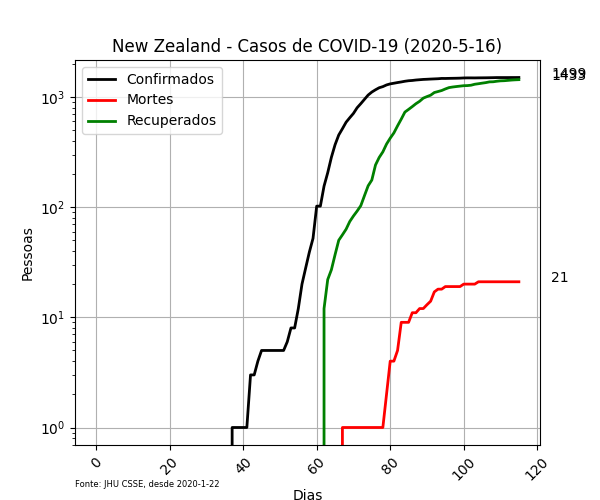 New Zealand - Casos de COVID-19 (2020-5-16)
Confirmados
Mortes
Recuperados
1499
21
Pessoas
10³
10²
10¹
10⁰
0 20 40 60 80 100 120
Fonte: JHU CSSE, desde 2020-1-22
Dias